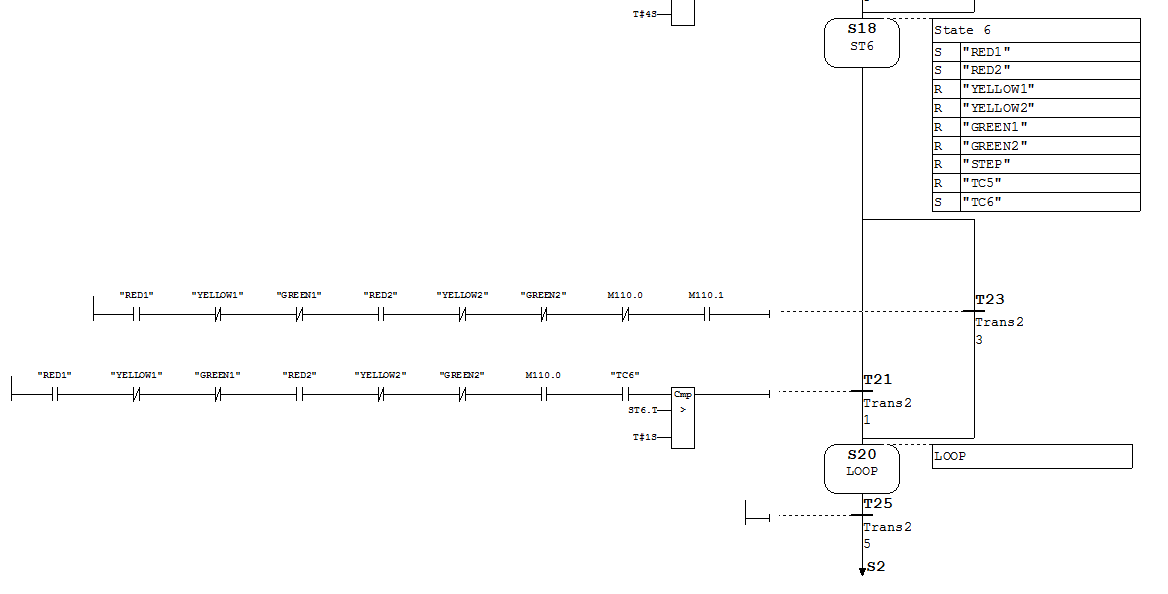 T#4S
S18
ST6
State 6
S "RED1"
S "RED2"
R "YELLOW1"
R "YELLOW2"
R "GREEN1"
R "GREEN2"
R "STEP"
R "TC5"
S "TC6"
"RED1" "YELLOW1" "GREEN1" "RED2" "YELLOW2" "GREEN2" M110.0 M110.1
T23
Trans2
3
"RED1" "YELLOW1" "GREEN1" "RED2" "YELLOW2" "GREEN2" M110.0 "TC6"
Cmp
ST6.T >
T#1S
T21
Trans2
1
S20
LOOP
LOOP
T25
Trans2
5
S2